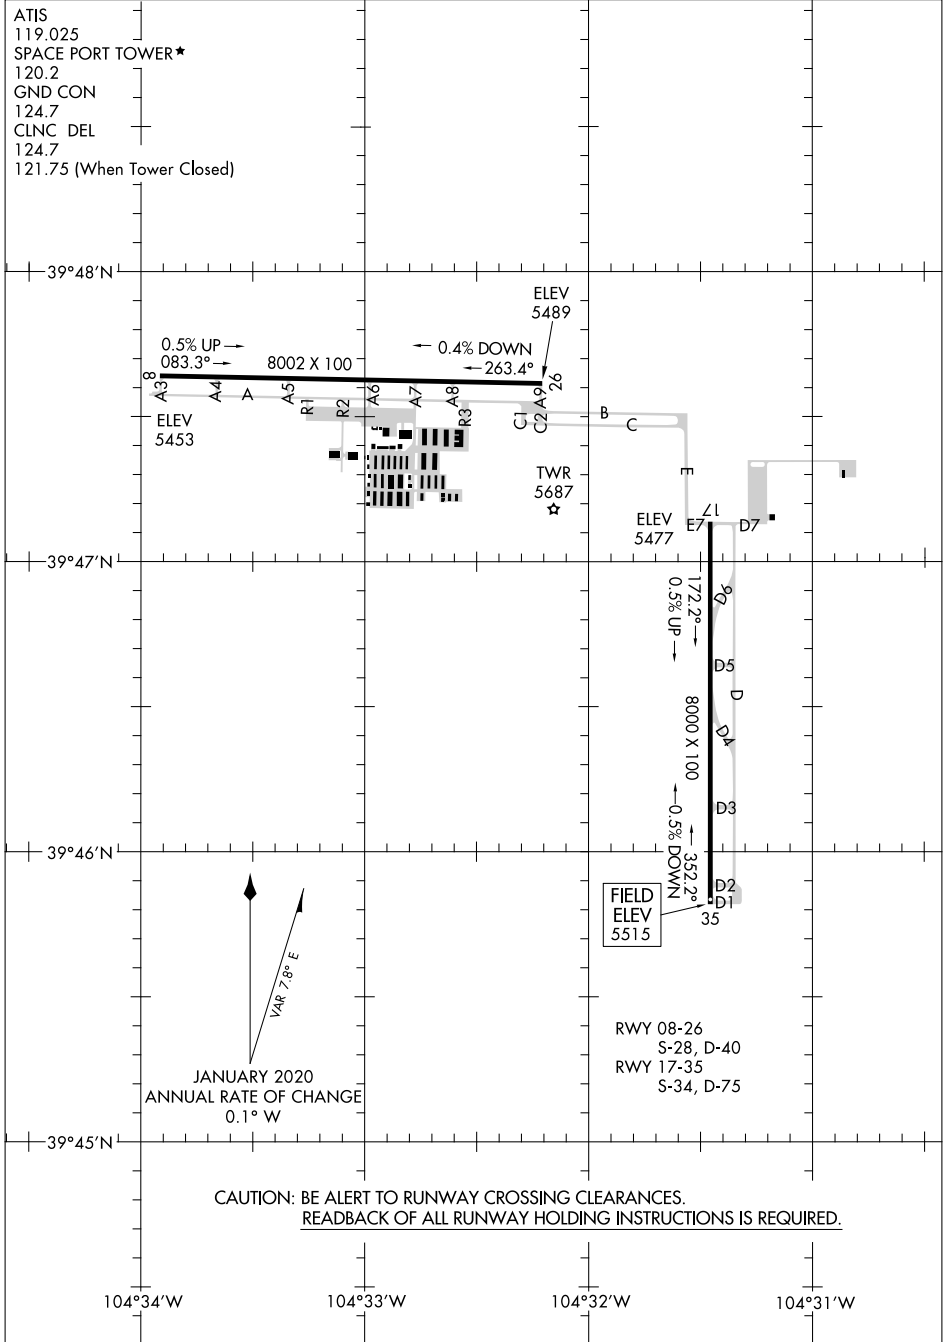 ATIS
119.025
SPACE PORT TOWER★
120.2
GND CON
124.7
CLNC DEL
124.7
121.75 (When Tower Closed)
39°48'N
ELEV
5489
0.5% UP
083.3°
8002 X 100
0.4% DOWN
263.4°
8
26
A3
A4
A
A5
R1
R2
A6
A7
A8
R3
A9
C1
C2
B
C
ELEV
5453
E
TWR
5687
ELEV
5477
E7
17
D7
39°47'N
172.2°
0.5% UP
D6
D5
D
D4
8000 X 100
D3
0.5% DOWN
352.2°
39°46'N
D2
D1
35
FIELD
ELEV
5515
VAR 7.8° E
JANUARY 2020
ANNUAL RATE OF CHANGE
0.1° W
RWY 08-26
S-28, D-40
RWY 17-35
S-34, D-75
39°45'N
CAUTION: BE ALERT TO RUNWAY CROSSING CLEARANCES.
READBACK OF ALL RUNWAY HOLDING INSTRUCTIONS IS REQUIRED.
104°34'W
104°33'W
104°32'W
104°31'W